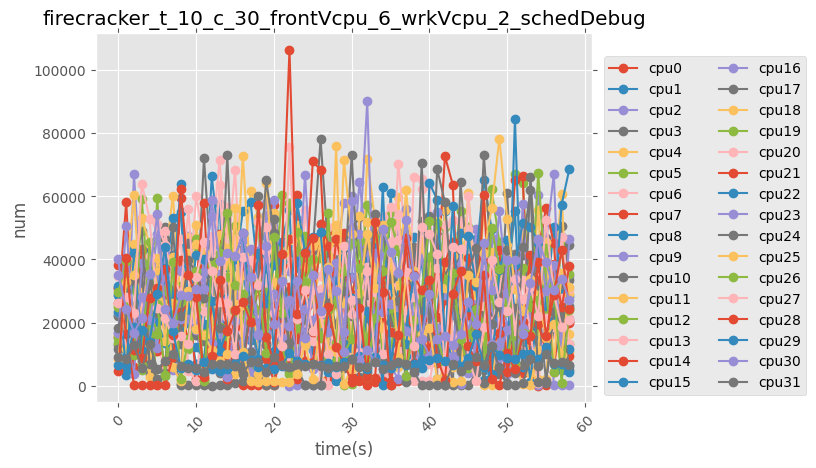 firecracker_t_10_c_30_frontVcpu_6_wrkVcpu_2_schedDebug
100000
80000
60000
40000
20000
0
num
0 10 20 30 40 50 60
time(s)
cpu0 cpu16
cpu1 cpu17
cpu2 cpu18
cpu3 cpu19
cpu4 cpu20
cpu5 cpu21
cpu6 cpu22
cpu7 cpu23
cpu8 cpu24
cpu9 cpu25
cpu10 cpu26
cpu11 cpu27
cpu12 cpu28
cpu13 cpu29
cpu14 cpu30
cpu15 cpu31